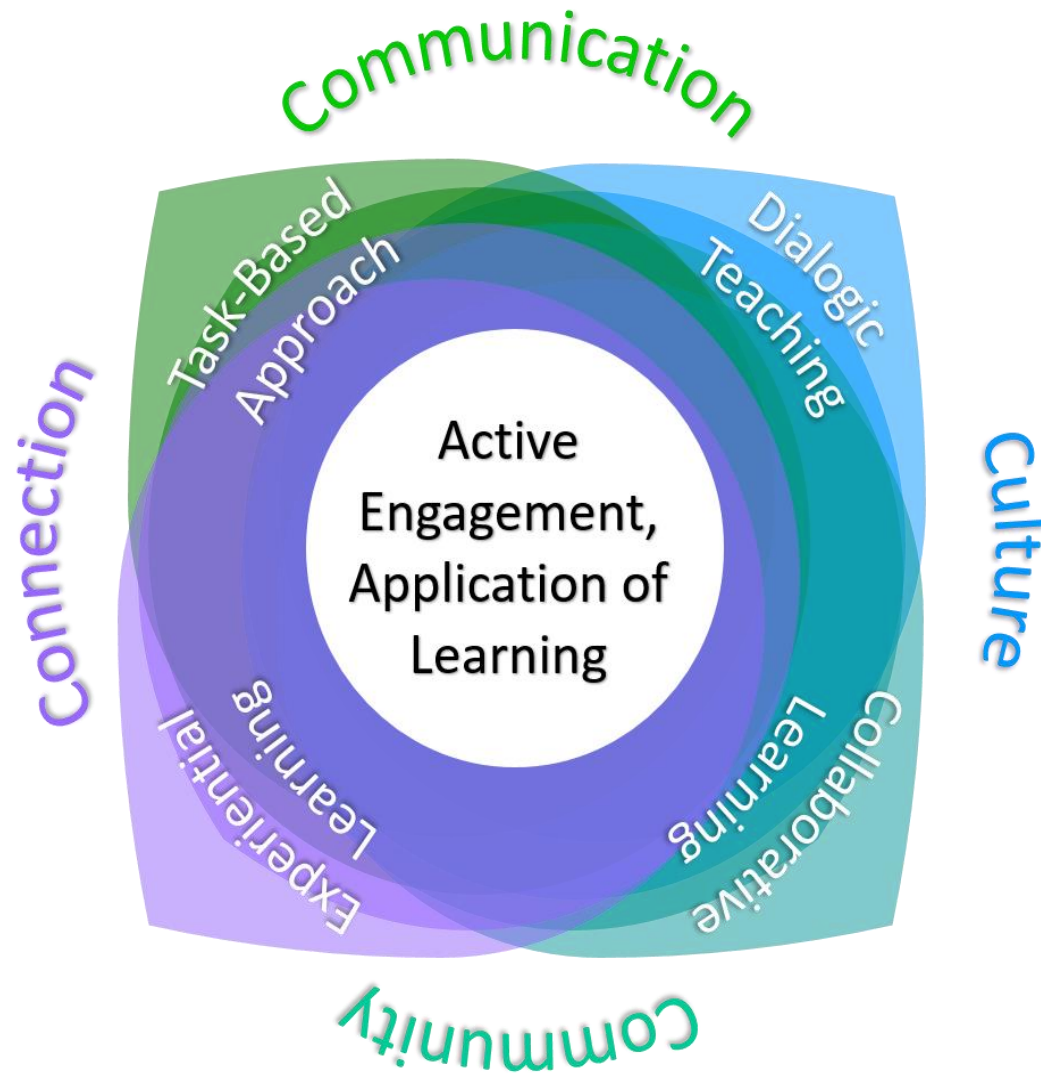 Communication
Task-Based
Approach
Dialogic
Teaching
Connection
Active
Engagement,
Application of
Learning
Culture
Experiential
Learning
Collaborative
Learning
Community